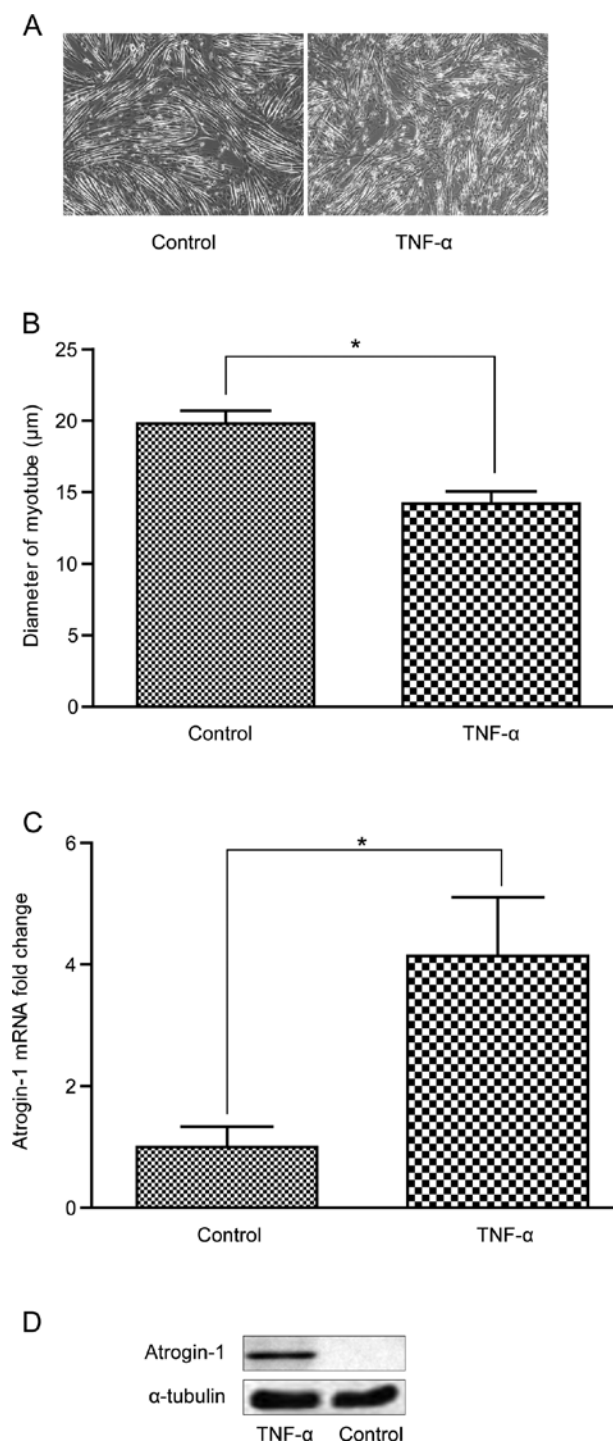 A
Control TNF-α
B
Diameter of myotube (µm)
25
20
15
10
5
0
*
Control TNF-α
C
Atrogin-1 mRNA fold change
6
4
2
0
*
Control TNF-α
D
Atrogin-1
α-tubulin
TNF-α Control